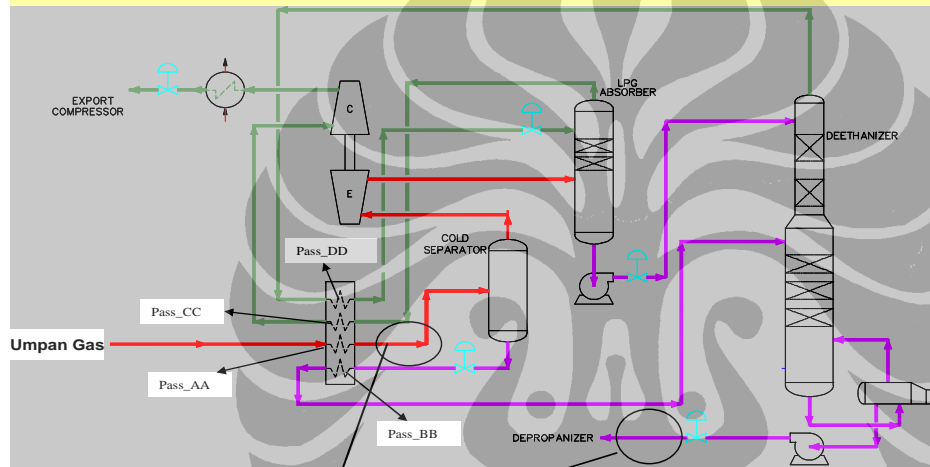 LPG
ABSORBER
EXPORT
COMPRESSOR
C
DEETHANIZER
E
COLD
SEPARATOR
Pass_DD
Pass_CC
Umpan Gas
Pass_AA
Pass_BB
DEPROPANIZER